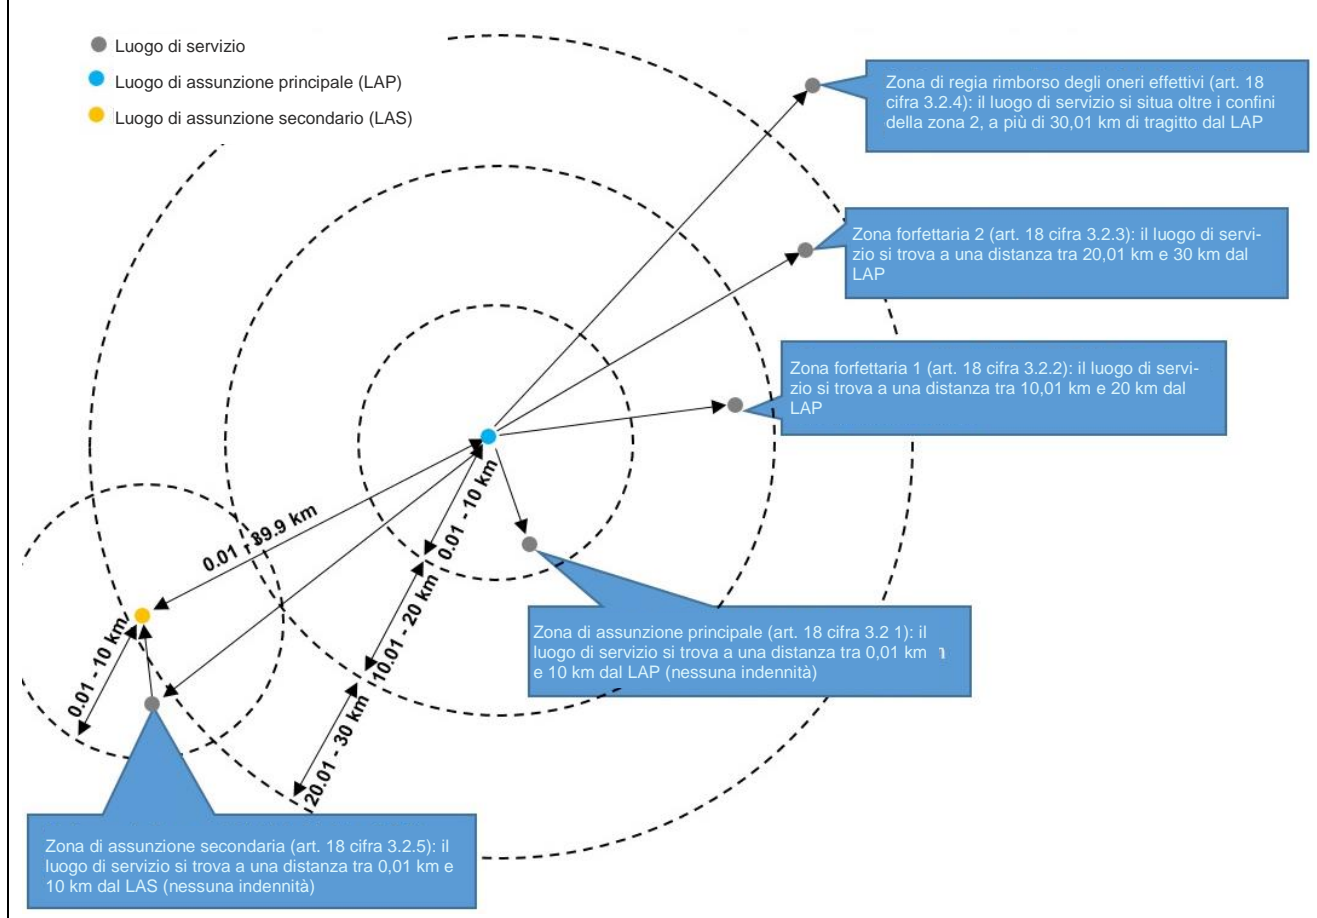 Luogo di servizio
Luogo di assunzione principale (LAP)
Luogo di assunzione secondario (LAS)
Zona di regia rimborso degli oneri effettivi (art. 18
cifra 3.2.4): il luogo di servizio si situa oltre i confini
della zona 2, a più di 30,01 km di tragitto dal LAP
Zona forfettaria 2 (art. 18 cifra 3.2.3): il luogo di servi-
zio si trova a una distanza tra 20,01 km e 30 km dal
LAP
Zona forfettaria 1 (art. 18 cifra 3.2.2): il luogo di servi-
zio si trova a una distanza tra 10,01 km e 20 km dal
LAP
0.01 - 39.9 km
0.01 - 10 km
10.01 - 20 km
20.01 - 30 km
0.01 - 10 km
Zona di assunzione principale (art. 18 cifra 3.2 1): il
luogo di servizio si trova a una distanza tra 0,01 km
e 10 km dal LAP (nessuna indennità)
Zona di assunzione secondaria (art. 18 cifra 3.2.5): il
luogo di servizio si trova a una distanza tra 0,01 km e
10 km dal LAS (nessuna indennità)